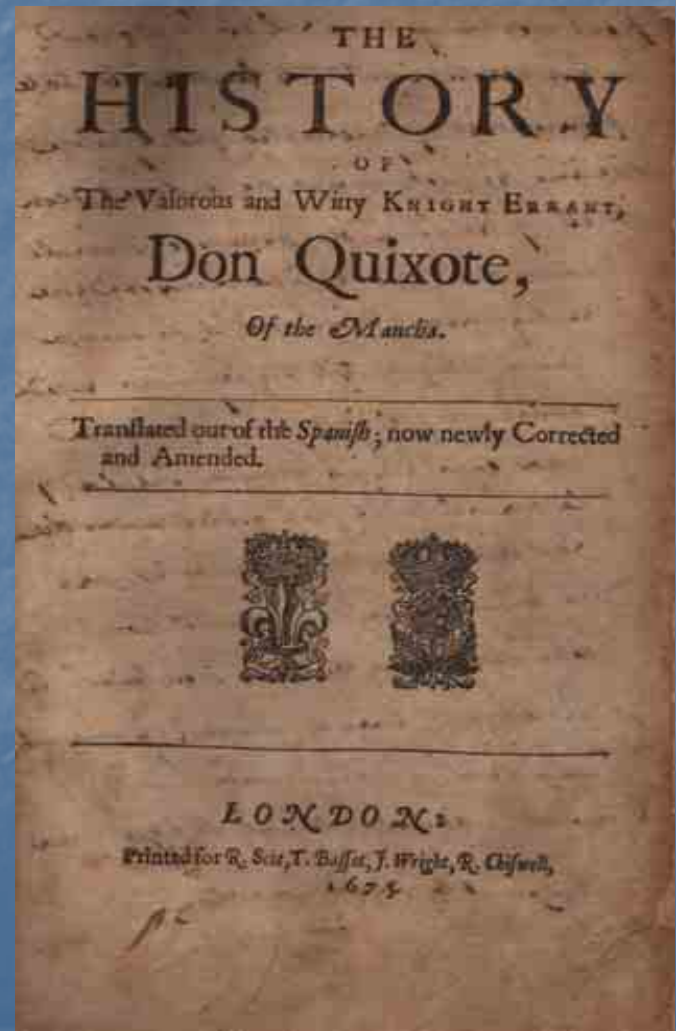 THE
HISTORY
OF
The Valorous and Witty KNIGHT ERRANT,
Don Quixote,
Of the Mancha.
Tranſlated out of the Spaniſh; now newly Corrected
and Amended.
LONDON:
Printed for R. Scot, T. Baſſet, J. Wright, R. Chiſwell,
1675.